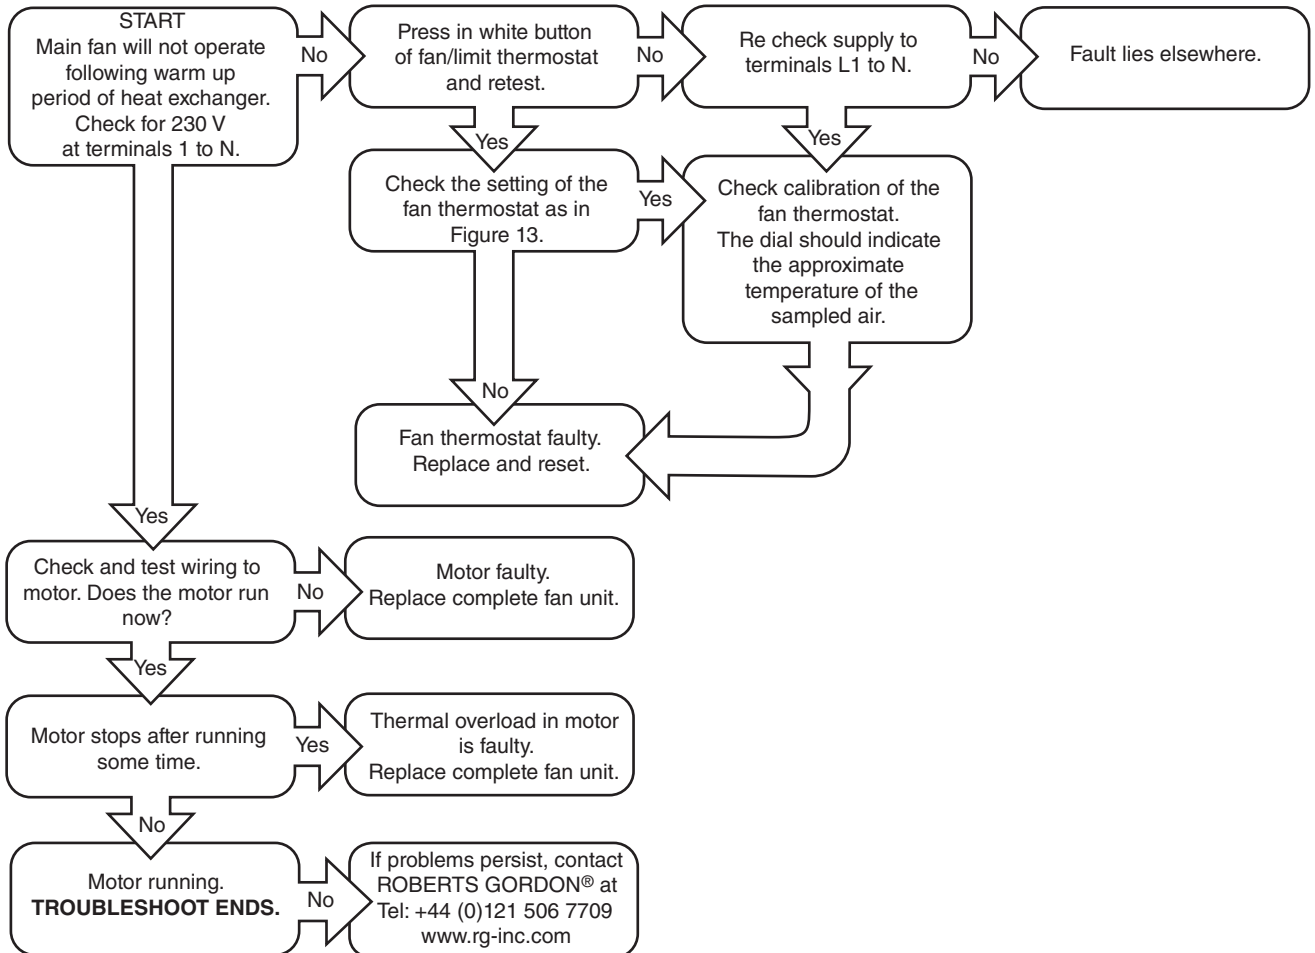 START
Main fan will not operate
following warm up
period of heat exchanger.
Check for 230 V
at terminals 1 to N.
No
Press in white button
of fan/limit thermostat
and retest.
No
Re check supply to
terminals L1 to N.
No
Fault lies elsewhere.
Yes
Yes
Check the setting of the
fan thermostat as in
Figure 13.
Yes
Check calibration of the
fan thermostat.
The dial should indicate
the approximate
temperature of the
sampled air.
No
Fan thermostat faulty.
Replace and reset.
Yes
Check and test wiring to
motor. Does the motor run
now?
No
Motor faulty.
Replace complete fan unit.
Yes
Motor stops after running
some time.
Yes
Thermal overload in motor
is faulty.
Replace complete fan unit.
No
Motor running.
TROUBLESHOOT ENDS.
No
If problems persist, contact
ROBERTS GORDON® at
Tel: +44 (0)121 506 7709
www.rg-inc.com